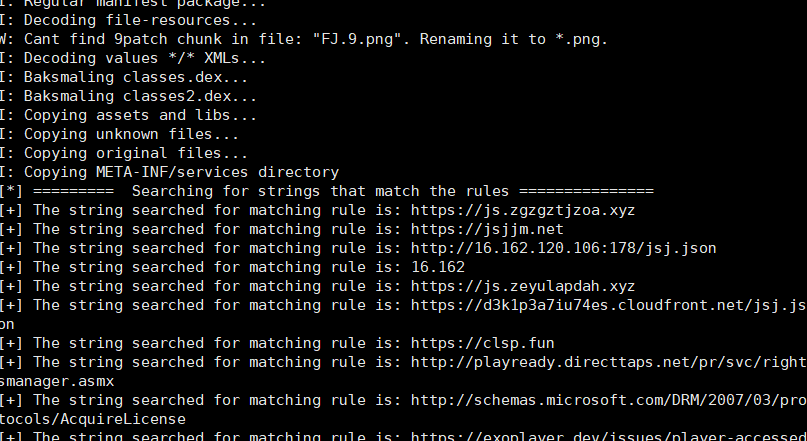 I: Regular manifest package...
I: Decoding file-resources...
W: Cant find 9patch chunk in file: "FJ.9.png". Renaming it to *.png.
I: Decoding values */* XMLs...
I: Baksmaling classes.dex...
I: Baksmaling classes2.dex...
I: Copying assets and libs...
I: Copying unknown files...
I: Copying original files...
I: Copying META-INF/services directory
[*] =========  Searching for strings that match the rules ===============
[+] The string searched for matching rule is: https://js.zgzgztjzoa.xyz
[+] The string searched for matching rule is: https://jsjjm.net
[+] The string searched for matching rule is: http://16.162.120.106:178/jsj.json
[+] The string searched for matching rule is: 16.162
[+] The string searched for matching rule is: https://js.zeyulapdah.xyz
[+] The string searched for matching rule is: https://d3k1p3a7iu74es.cloudfront.net/jsj.js
on
[+] The string searched for matching rule is: https://clsp.fun
[+] The string searched for matching rule is: http://playready.directtaps.net/pr/svc/right
smanager.asmx
[+] The string searched for matching rule is: http://schemas.microsoft.com/DRM/2007/03/pro
tocols/AcquireLicense
[+] The string searched for matching rule is: https://exoplayer.dev/issues/player-accessed